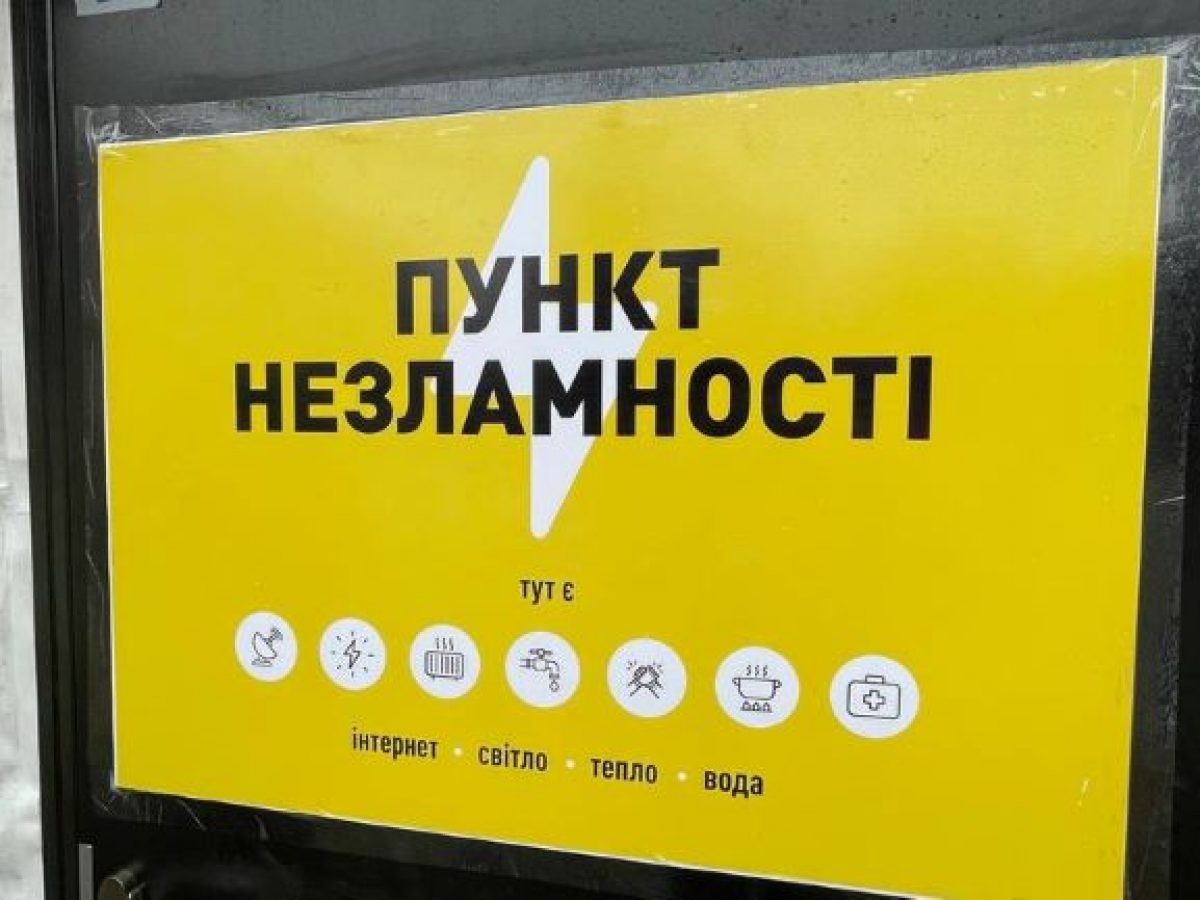 ПУНКТ
НЕЗЛАМНОСТІ
тут є
інтернет • світло • тепло • вода